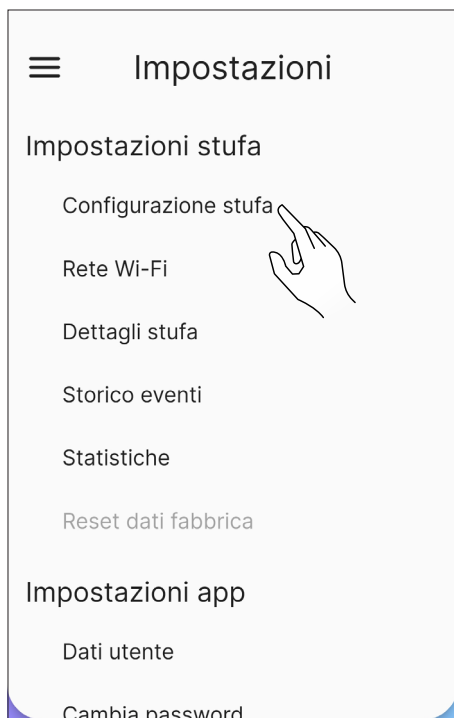 Impostazioni
Impostazioni stufa
Configurazione stufa
Rete Wi-Fi
Dettagli stufa
Storico eventi
Statistiche
Reset dati fabbrica
Impostazioni app
Dati utente
Cambia password